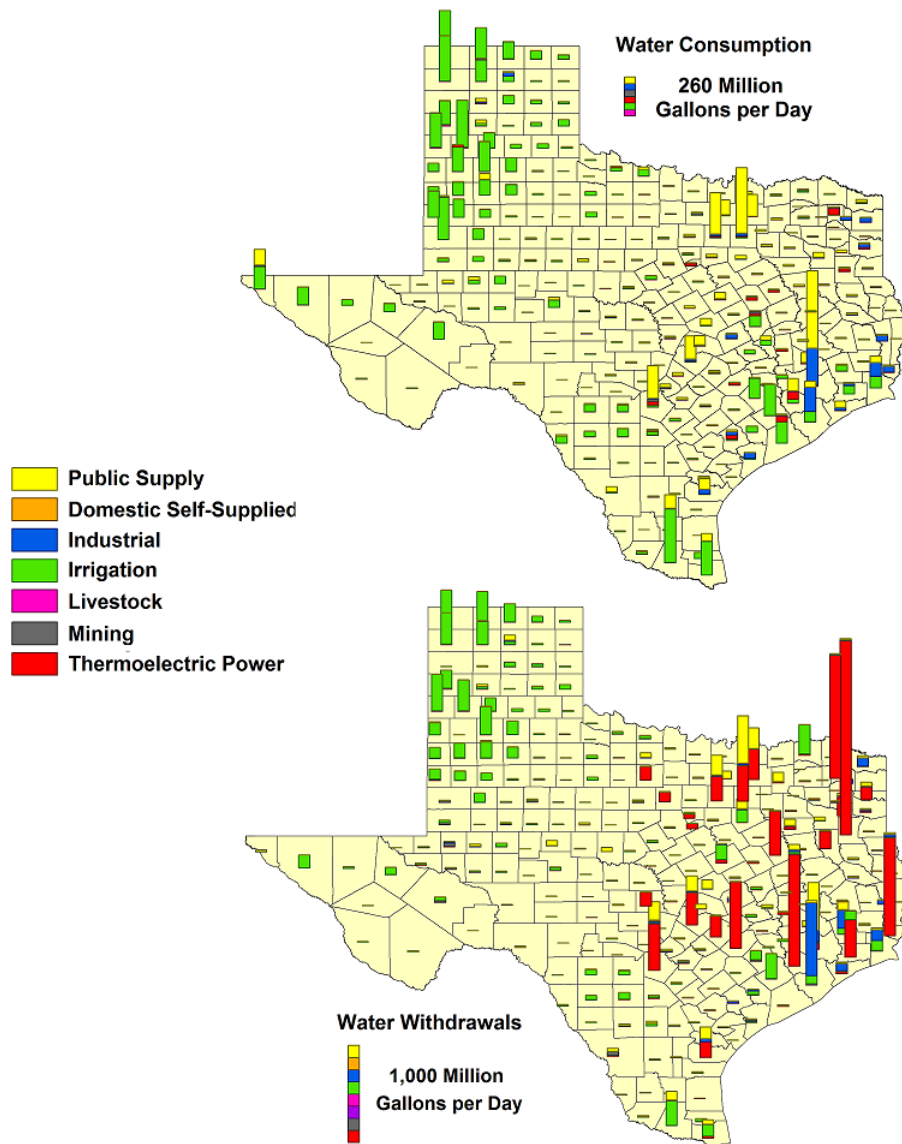 Water Consumption
260 Million
Gallons per Day
Public Supply
Domestic Self-Supplied
Industrial
Irrigation
Livestock
Mining
Thermoelectric Power
Water Withdrawals
1,000 Million
Gallons per Day